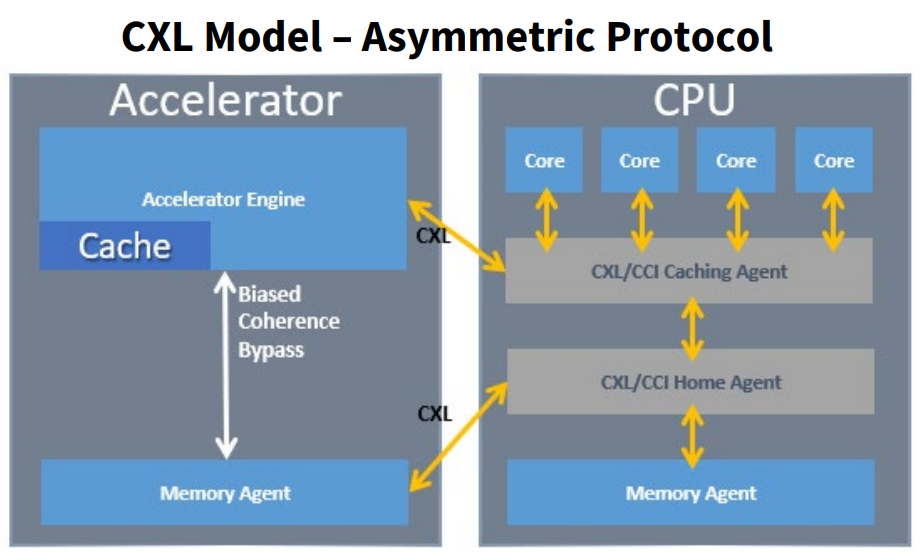 CXL Model – Asymmetric Protocol
Accelerator
Accelerator Engine
Cache
Biased
Coherence
Bypass
Memory Agent
CXL
CXL
CPU
Core
Core
Core
Core
CXL/CCI Caching Agent
CXL/CCI Home Agent
Memory Agent